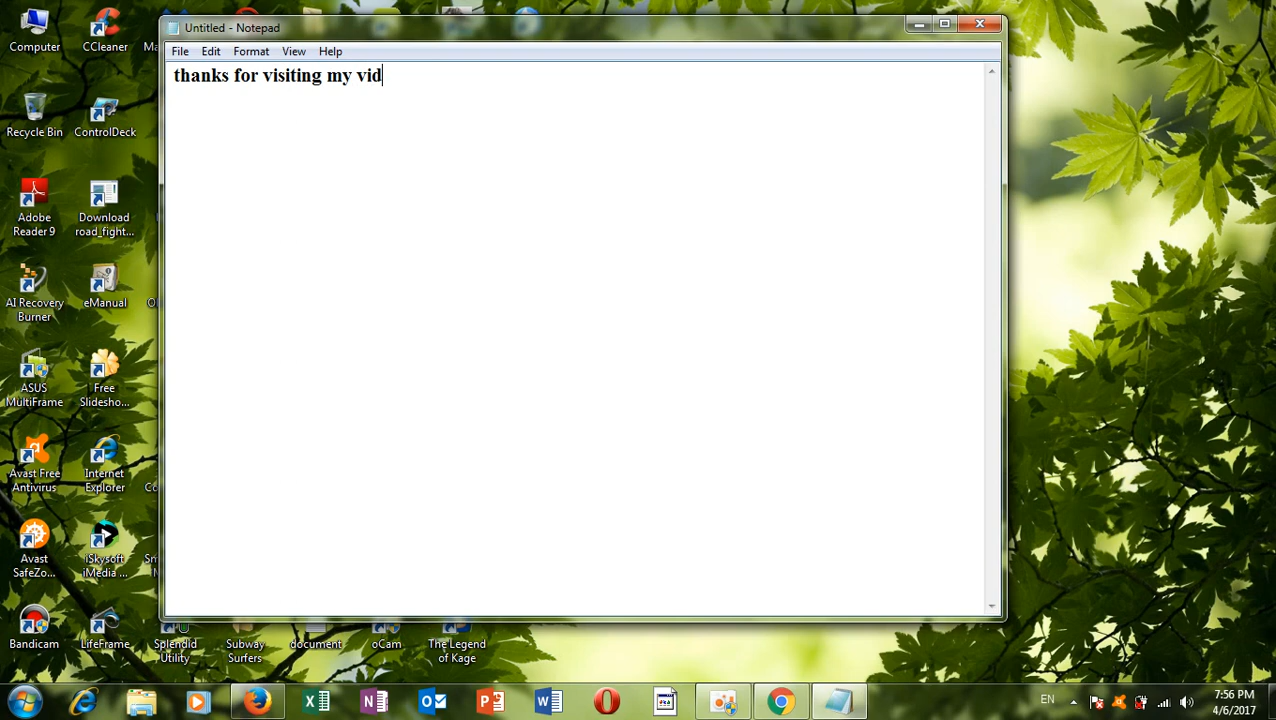 Untitled - Notepad
File Edit Format View Help
thanks for visiting my vid
Computer
CCleaner
Recycle Bin
ControlDeck
Adobe Reader 9
Download road_fight...
AI Recovery Burner
eManual
ASUS MultiFrame
Free Slidesho...
Avast Free Antivirus
Internet Explorer
Avast SafeZo...
iSkysoft iMedia ...
Bandicam
LifeFrame
Splendid Utility
Subway Surfers
document
oCam
The Legend of Kage
EN
7:56 PM
4/6/2017